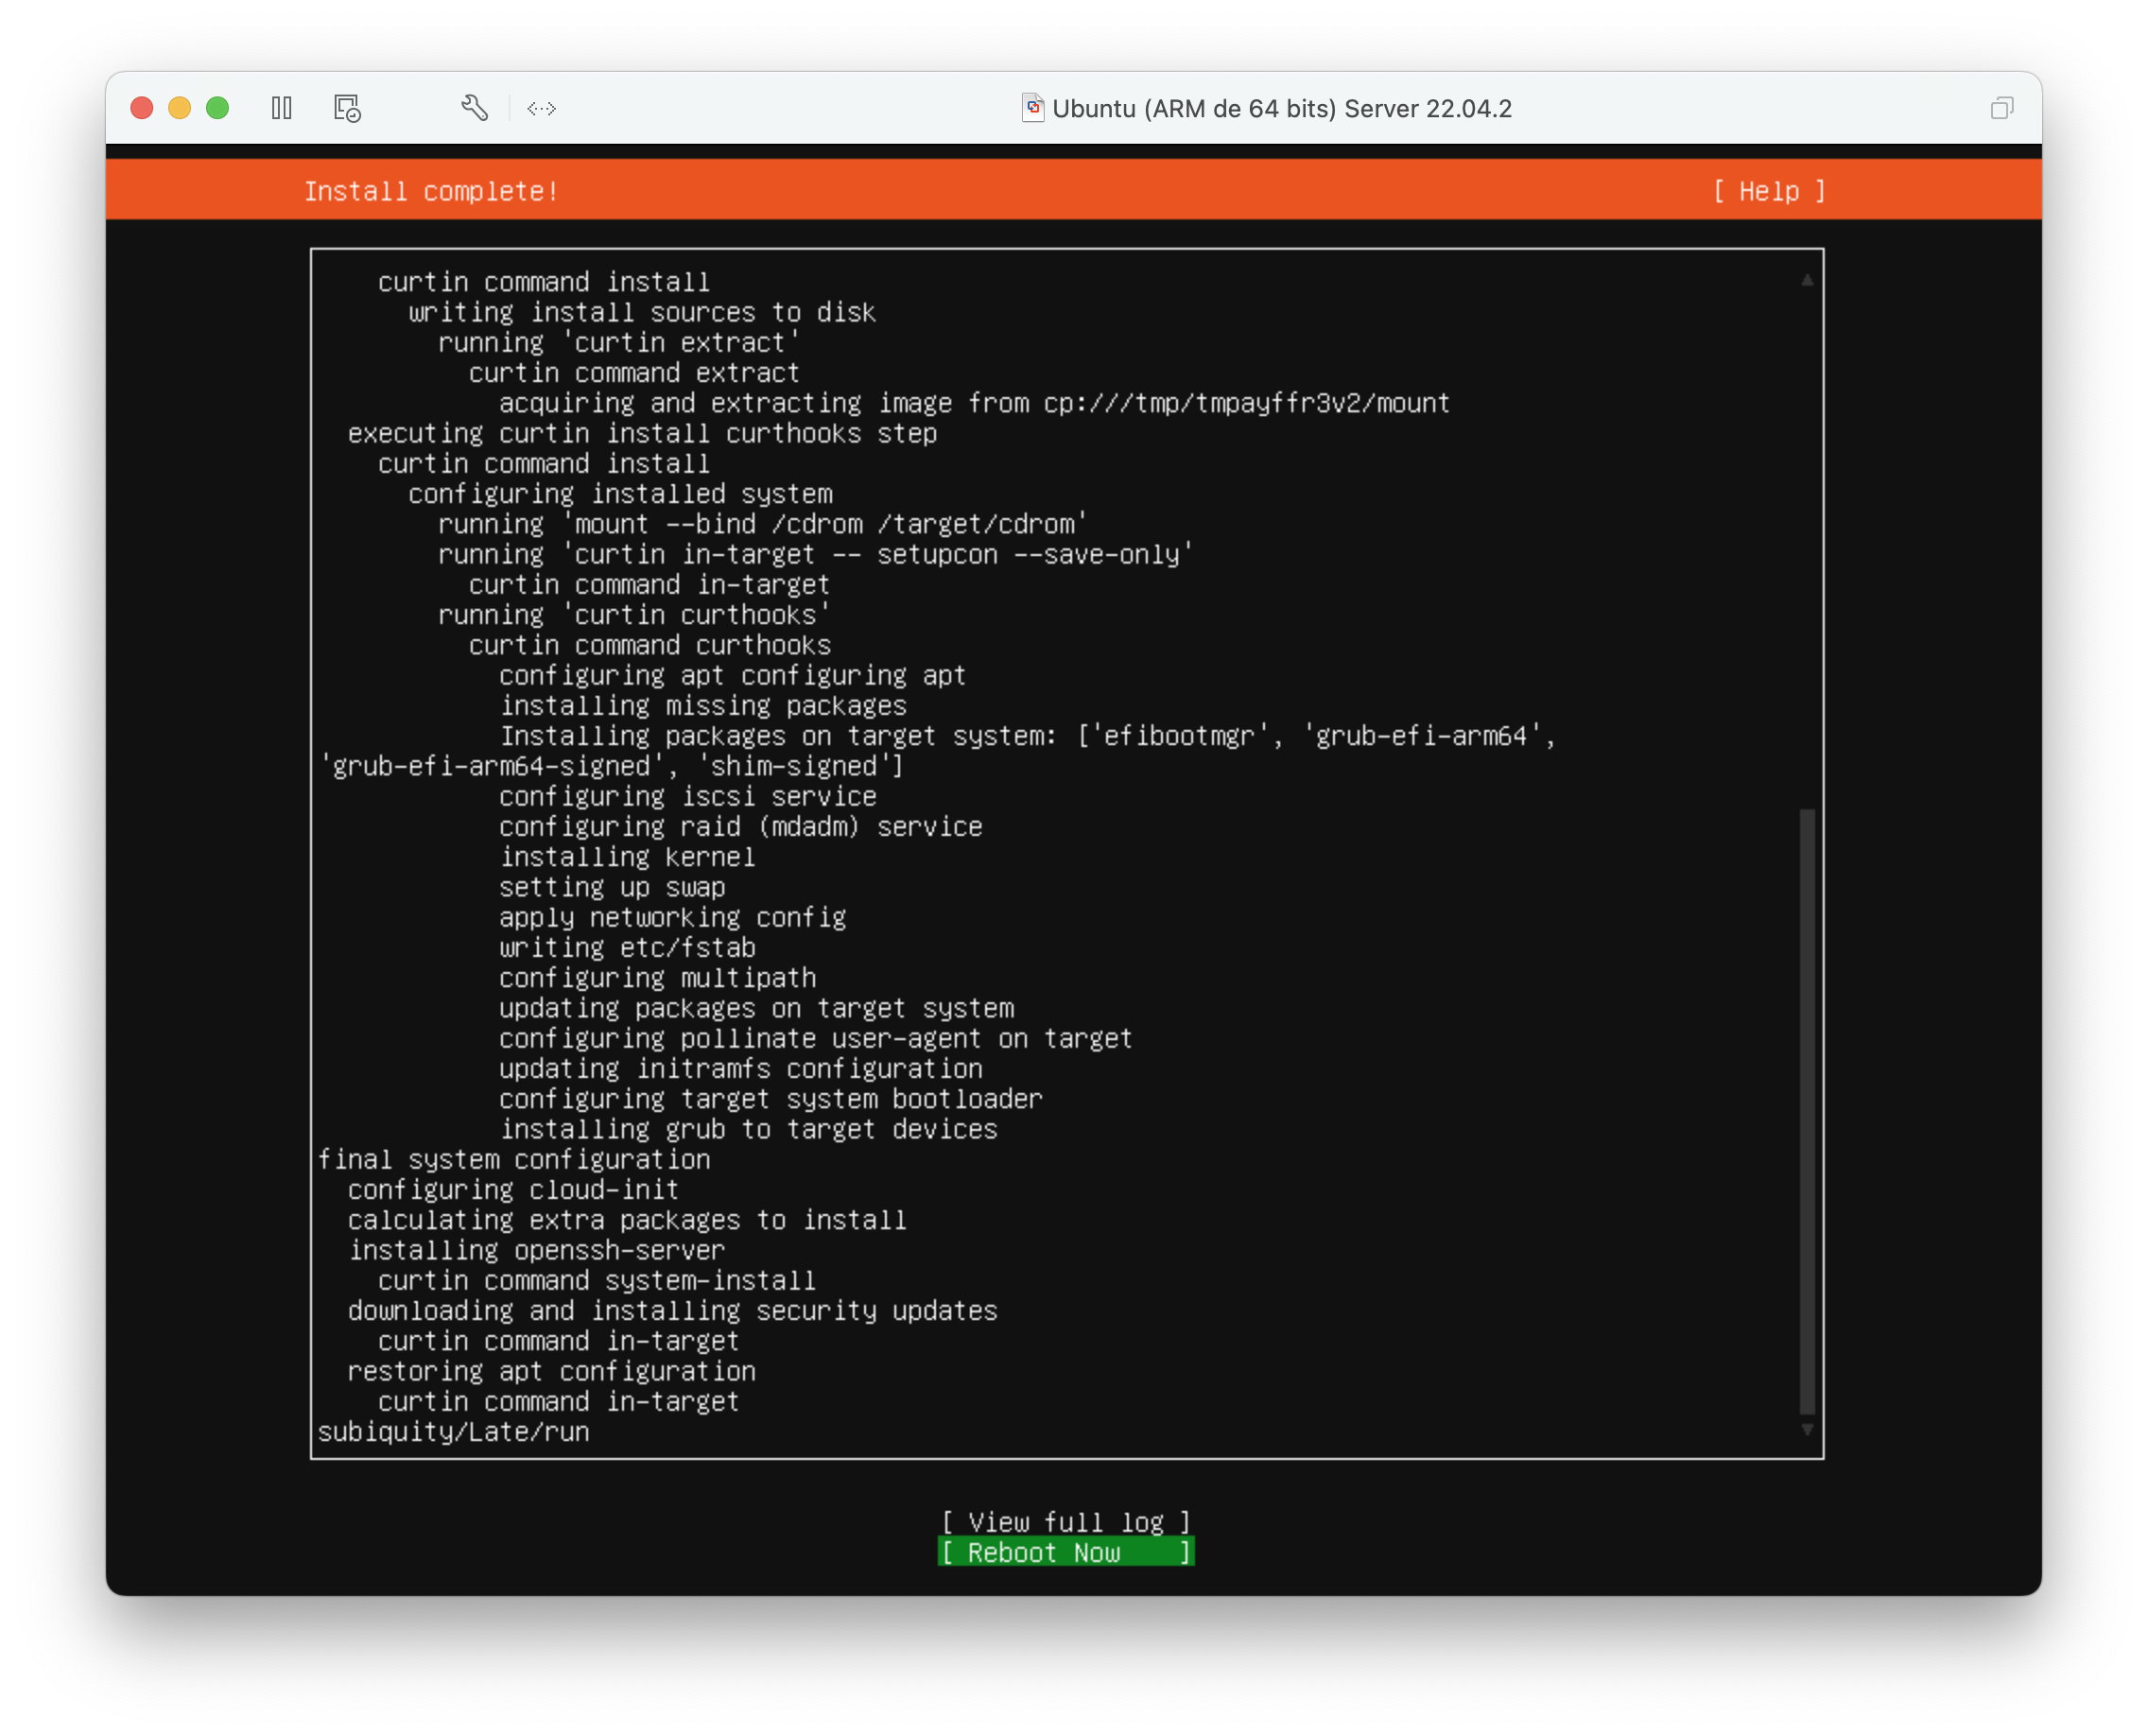 Ubuntu (ARM de 64 bits) Server 22.04.2
Install complete! [ Help ]
curtin command install
writing install sources to disk
running 'curtin extract'
curtin command extract
acquiring and extracting image from cp:///tmp/tmpayffr3v2/mount
executing curtin install curthooks step
curtin command install
configuring installed system
running 'mount --bind /cdrom /target/cdrom'
running 'curtin in-target -- setupcon --save-only'
curtin command in-target
running 'curtin curthooks'
curtin command curthooks
configuring apt configuring apt
installing missing packages
Installing packages on target system: ['efibootmgr', 'grub-efi-arm64',
'grub-efi-arm64-signed', 'shim-signed']
configuring iscsi service
configuring raid (mdadm) service
installing kernel
setting up swap
apply networking config
writing etc/fstab
configuring multipath
updating packages on target system
configuring pollinate user-agent on target
updating initramfs configuration
configuring target system bootloader
installing grub to target devices
final system configuration
configuring cloud-init
calculating extra packages to install
installing openssh-server
curtin command system-install
downloading and installing security updates
curtin command in-target
restoring apt configuration
curtin command in-target
subiquity/Late/run
[ View full log ]
[ Reboot Now ]